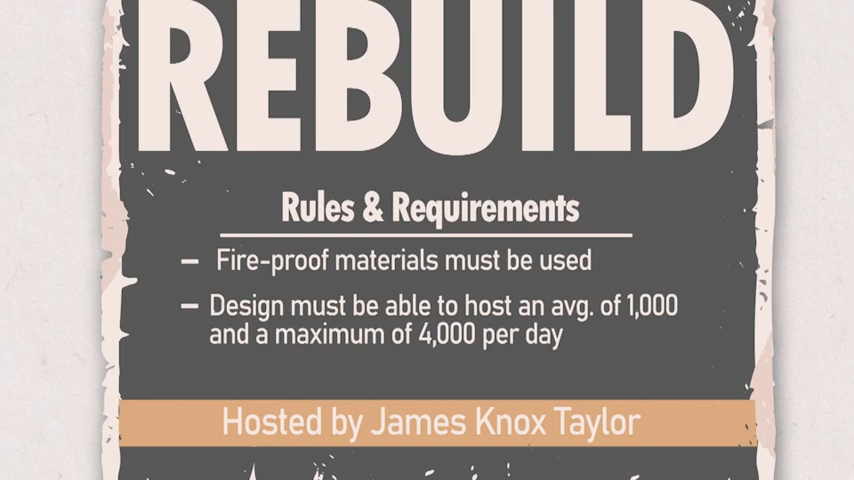 REBUILD
Rules & Requirements
– Fire-proof materials must be used
– Design must be able to host an avg. of 1,000
and a maximum of 4,000 per day
Hosted by James Knox Taylor